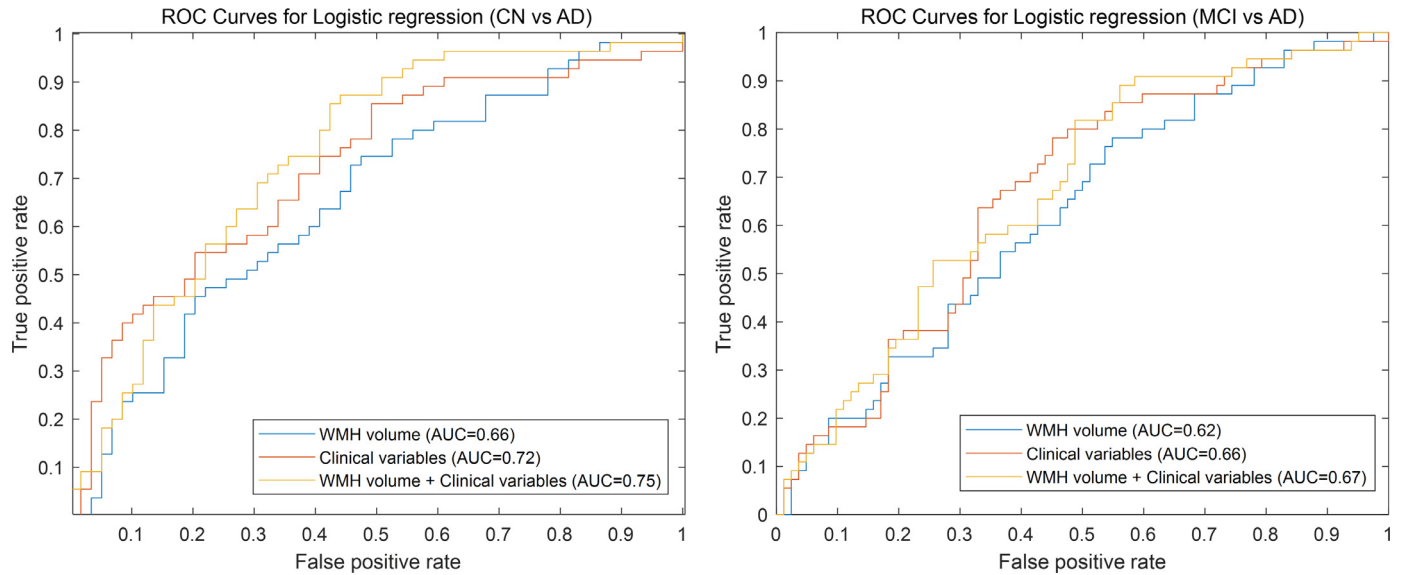 ROC Curves for Logistic regression (CN vs AD)
True positive rate
1
0.9
0.8
0.7
0.6
0.5
0.4
0.3
0.2
0.1
WMH volume (AUC=0.66)
Clinical variables (AUC=0.72)
WMH volume + Clinical variables (AUC=0.75)
0.1 0.2 0.3 0.4 0.5 0.6 0.7 0.8 0.9 1
False positive rate
ROC Curves for Logistic regression (MCI vs AD)
True positive rate
1
0.9
0.8
0.7
0.6
0.5
0.4
0.3
0.2
0.1
0
WMH volume (AUC=0.62)
Clinical variables (AUC=0.66)
WMH volume + Clinical variables (AUC=0.67)
0 0.1 0.2 0.3 0.4 0.5 0.6 0.7 0.8 0.9 1
False positive rate